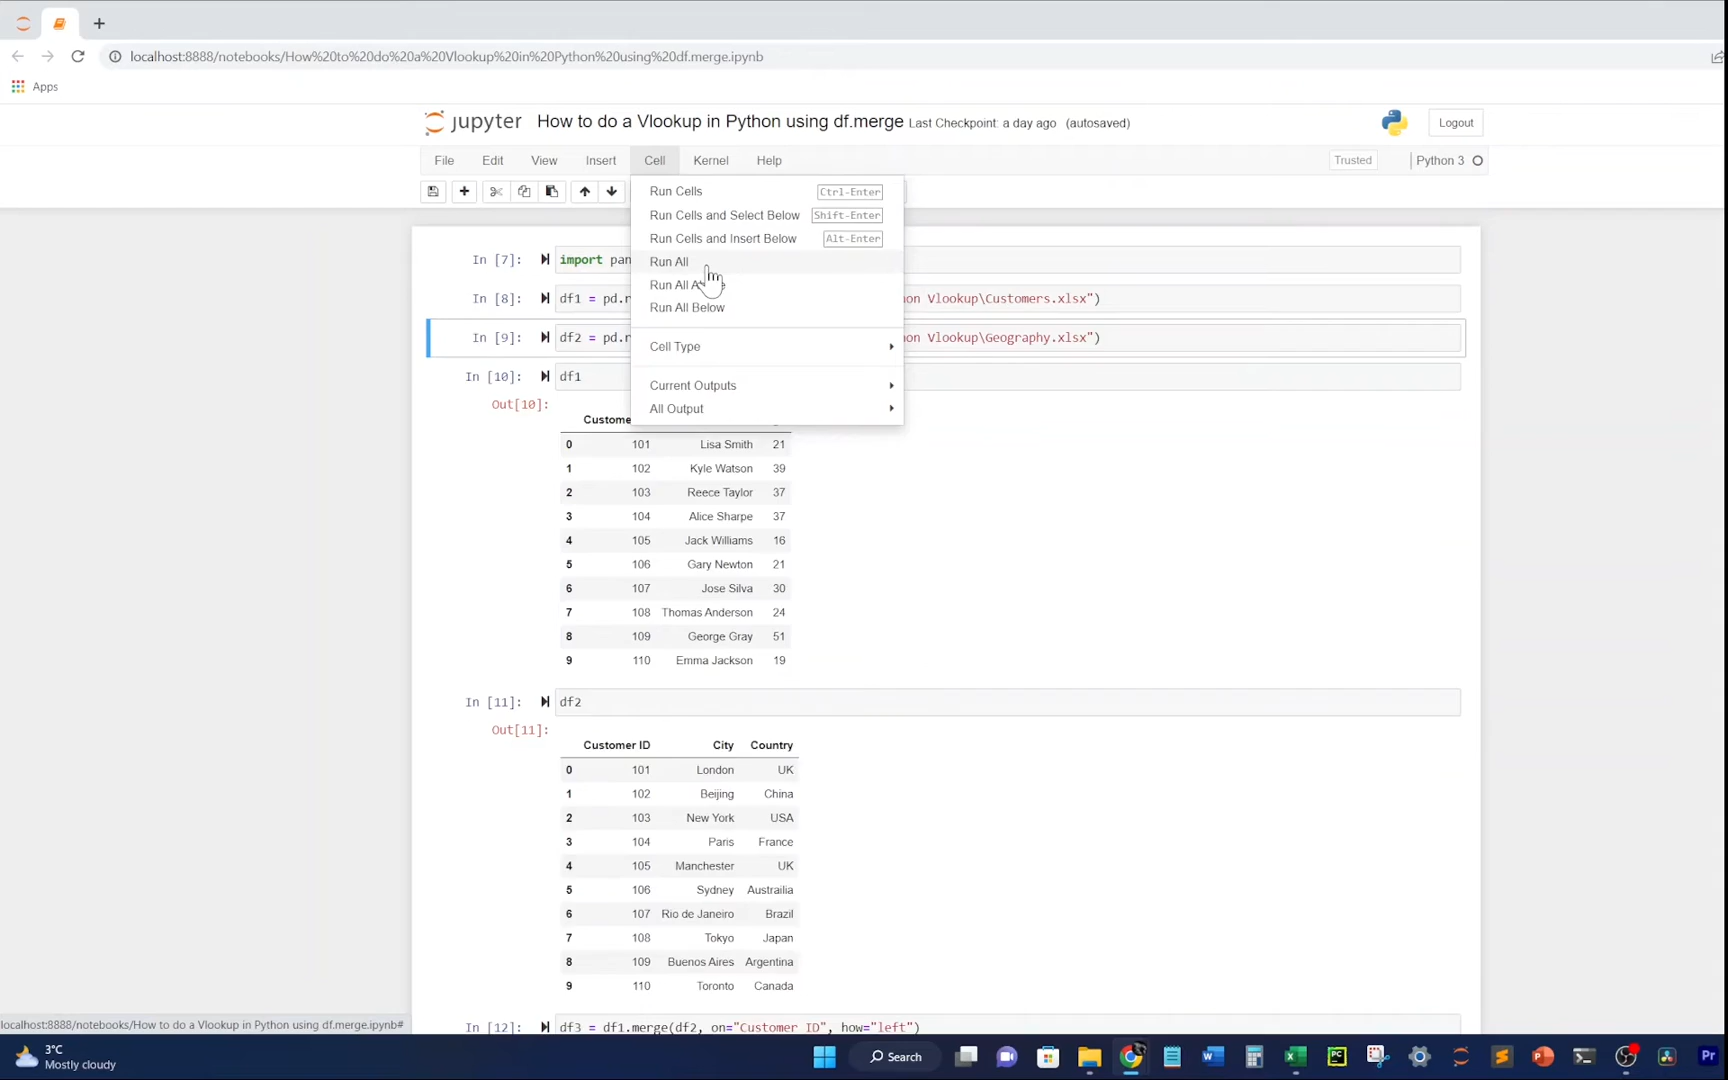 localhost:8888/notebooks/How%20to%20do%20a%20Vlookup%20in%20Python%20using%20df.merge.ipynb
Apps
jupyter How to do a Vlookup in Python using df.merge Last Checkpoint: a day ago (autosaved) Logout
File Edit View Insert Cell Kernel Help Trusted Python 3
Run Cells Ctrl-Enter
Run Cells and Select Below Shift-Enter
Run Cells and Insert Below Alt-Enter
Run All
Run All
Run All Below
Cell Type
Current Outputs
All Output
In [7]: import
In [8]: df1 = Vlookup\Customers.xlsx")
In [9]: df2 = Vlookup\Geography.xlsx")
In [10]: df1
Out[10]:
0 101 Lisa Smith 21
1 102 Kyle Watson 39
2 103 Reece Taylor 37
3 104 Alice Sharpe 37
4 105 Jack Williams 16
5 106 Gary Newton 21
6 107 Jose Silva 30
7 108 Thomas Anderson 24
8 109 George Gray 51
9 110 Emma Jackson 19
In [11]: df2
Out[11]:
Customer ID City Country
0 101 London UK
1 102 Beijing China
2 103 New York USA
3 104 Paris France
4 105 Manchester UK
5 106 Sydney Austrailia
6 107 Rio de Janeiro Brazil
7 108 Tokyo Japan
8 109 Buenos Aires Argentina
9 110 Toronto Canada
In [12]: df3 = df1.merge(df2, on="Customer ID", how="left")
localhost:8888/notebooks/How to do a Vlookup in Python using df.merge.ipynb#
3°C
Mostly cloudy
Search